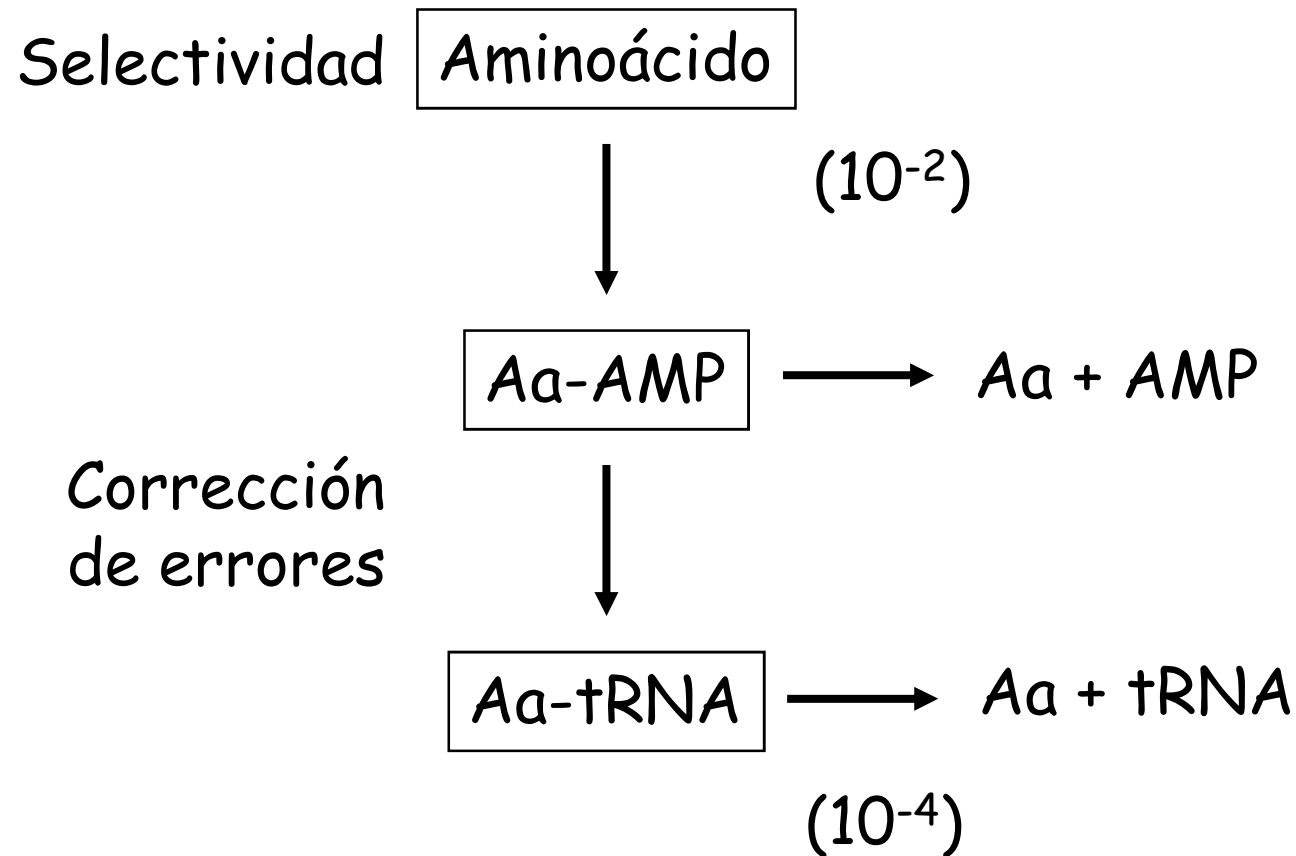 Selectividad Aminoácido
(10⁻²)
Aa-AMP Aa + AMP
Corrección
de errores
Aa-tRNA Aa + tRNA
(10⁻⁴)